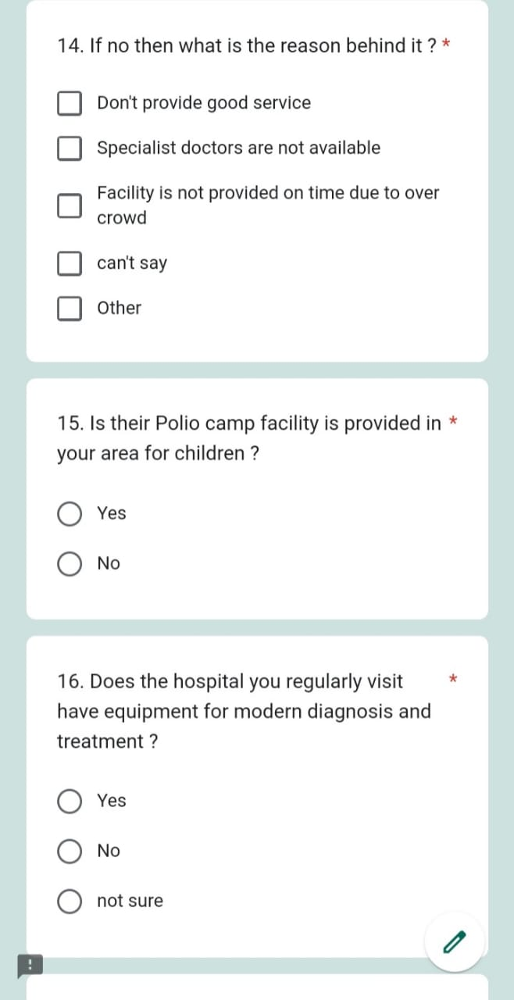 14. If no then what is the reason behind it ? *
Don't provide good service
Specialist doctors are not available
Facility is not provided on time due to over
crowd
can't say
Other
15. Is their Polio camp facility is provided in *
your area for children ?
Yes
No
16. Does the hospital you regularly visit *
have equipment for modern diagnosis and
treatment ?
Yes
No
not sure